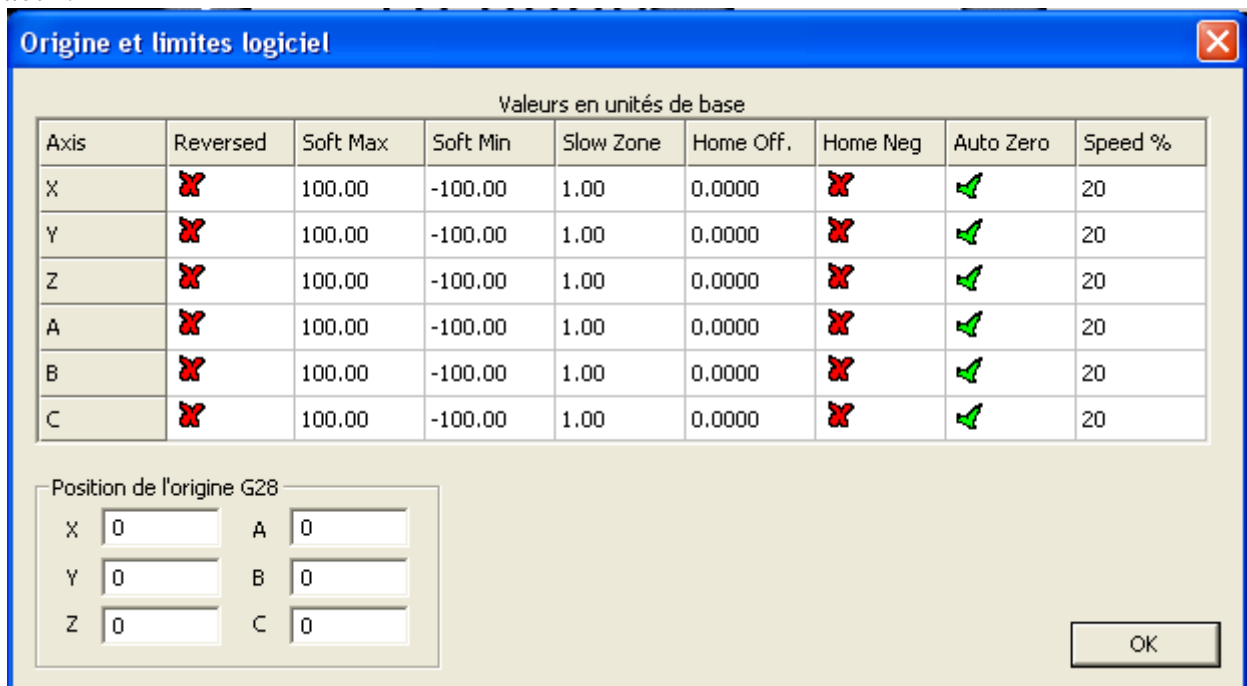 Origine et limites logiciel
Valeurs en unités de base
Axis Reversed Soft Max Soft Min Slow Zone Home Off. Home Neg Auto Zero Speed %
X 100.00 -100.00 1.00 0.0000 20
Y 100.00 -100.00 1.00 0.0000 20
Z 100.00 -100.00 1.00 0.0000 20
A 100.00 -100.00 1.00 0.0000 20
B 100.00 -100.00 1.00 0.0000 20
C 100.00 -100.00 1.00 0.0000 20
Position de l'origine G28
X 0 A 0
Y 0 B 0
Z 0 C 0
OK